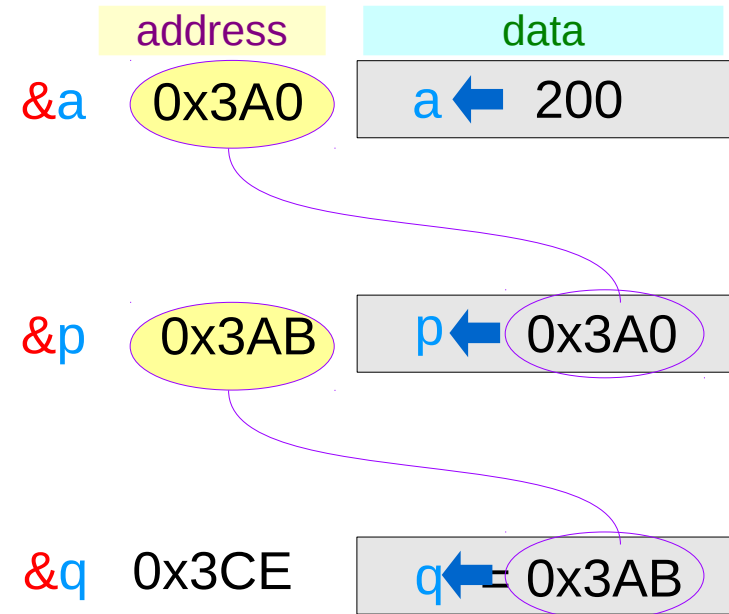 address data
&a 0x3A0 a 200
&p 0x3AB p 0x3A0
&q 0x3CE q = 0x3AB